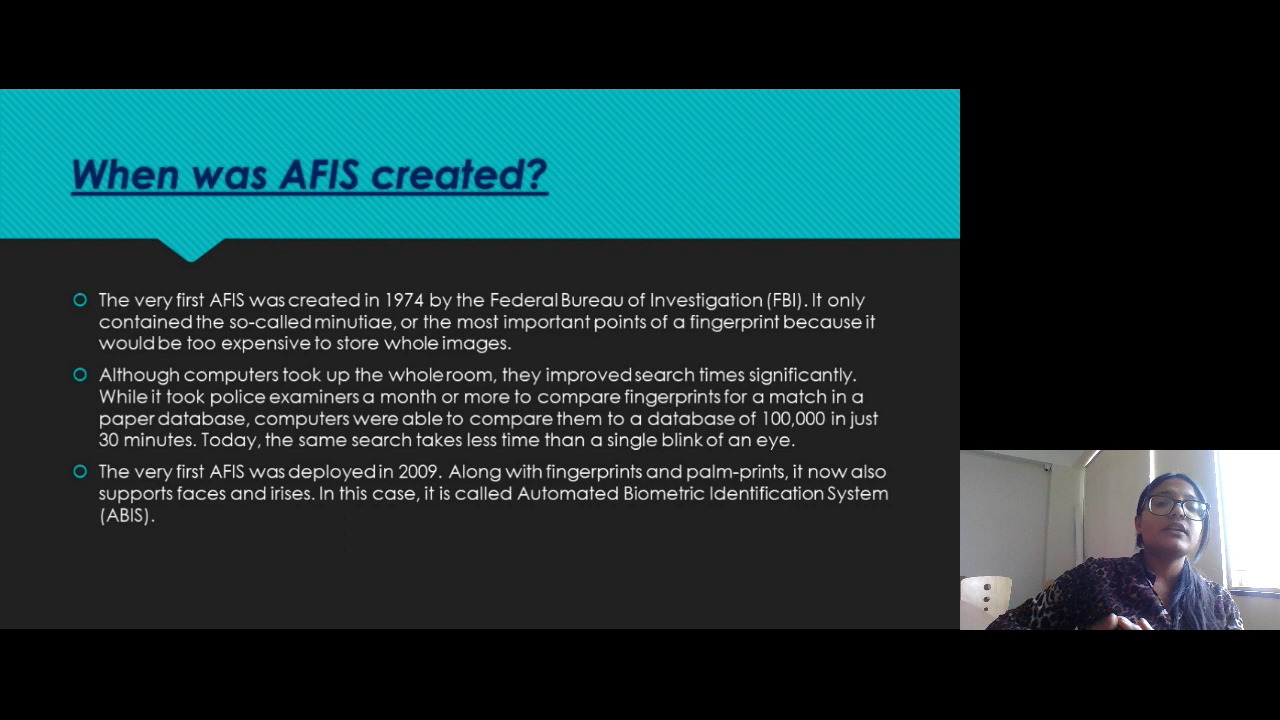 When was AFIS created?
The very first AFIS was created in 1974 by the Federal Bureau of Investigation (FBI). It only
contained the so-called minutiae, or the most important points of a fingerprint because it
would be too expensive to store whole images.
Although computers took up the whole room, they improved search times significantly.
While it took police examiners a month or more to compare fingerprints for a match in a
paper database, computers were able to compare them to a database of 100,000 in just
30 minutes. Today, the same search takes less time than a single blink of an eye.
The very first AFIS was deployed in 2009. Along with fingerprints and palm-prints, it now also
supports faces and irises. In this case, it is called Automated Biometric Identification System
(ABIS).